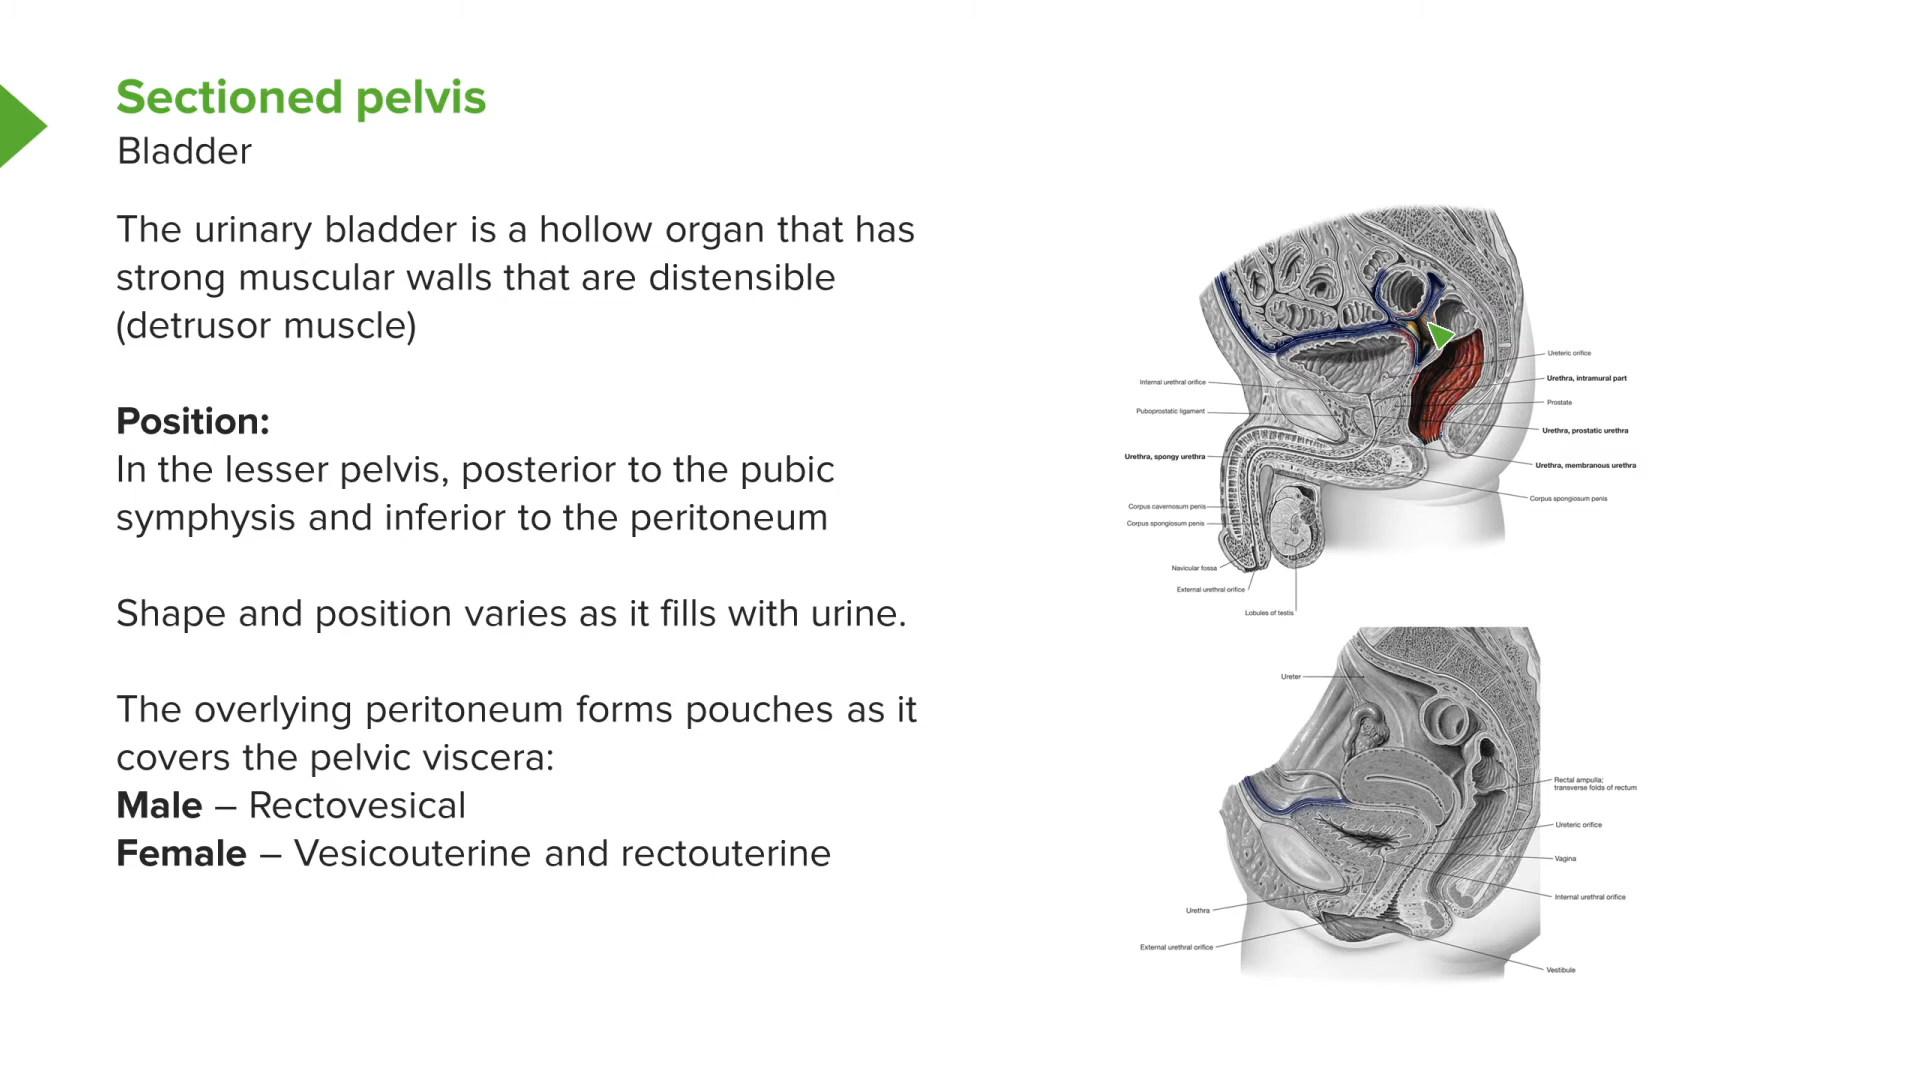 Sectioned pelvis
Bladder
The urinary bladder is a hollow organ that has
strong muscular walls that are distensible
(detrusor muscle)
Position:
In the lesser pelvis, posterior to the pubic
symphysis and inferior to the peritoneum
Shape and position varies as it fills with urine.
The overlying peritoneum forms pouches as it
covers the pelvic viscera:
Male – Rectovesical
Female – Vesicouterine and rectouterine
Ureteric orifice
Internal urethral orifice
Urethra, intramural part
Prostate
Puboprostatic ligament
Urethra, prostatic urethra
Urethra, spongy urethra
Urethra, membranous urethra
Corpus spongiosum penis
Corpus cavernosum penis
Corpus spongiosum penis
Navicular fossa
External urethral orifice
Lobules of testis
Ureter
Rectal ampulla;
transverse folds of rectum
Ureteric orifice
Vagina
Internal urethral orifice
Urethra
External urethral orifice
Vestibule